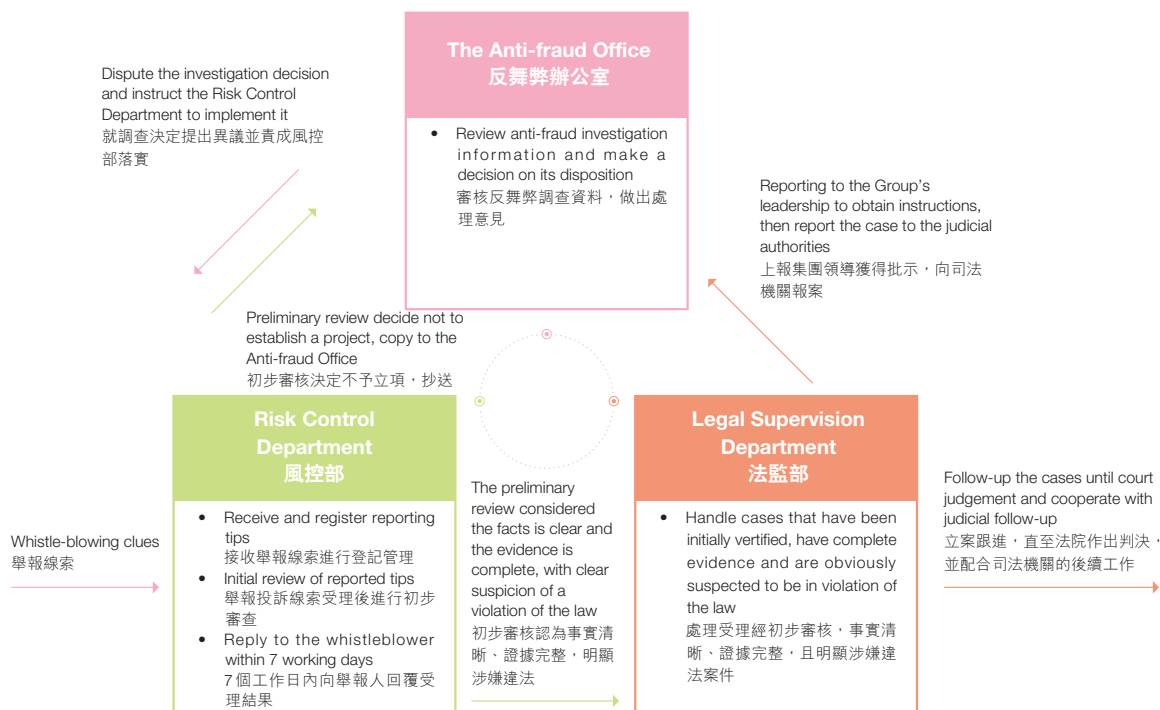 The Anti-fraud Office
反舞弊辦公室
• Review anti-fraud investigation
information and make a
decision on its disposition
審核反舞弊調查資料，做出處
理意見
Dispute the investigation decision
and instruct the Risk Control
Department to implement it
就調查決定提出異議並責成風控
部落實
Reporting to the Group's
leadership to obtain instructions,
then report the case to the judicial
authorities
上報集團領導獲得批示，向司法
機關報案
Preliminary review decide not to
establish a project, copy to the
Anti-fraud Office
初步審核決定不予立項，抄送
Whistle-blowing clues
舉報線索
Risk Control
Department
風控部
• Receive and register reporting
tips
接收舉報線索進行登記管理
• Initial review of reported tips
舉報投訴線索受理後進行初步
審查
• Reply to the whistleblower
within 7 working days
7個工作日內向舉報人回覆受
理結果
The preliminary
review considered
the facts is clear and
the evidence is
complete, with clear
suspicion of a
violation of the law
初步審核認為事實清
晰、證據完整，明顯
涉嫌違法
Legal Supervision
Department
法監部
• Handle cases that have been
initially vertified, have complete
evidence and are obviously
suspected to be in violation of
the law
處理受理經初步審核，事實清
晰、證據完整，且明顯涉嫌違
法案件
Follow-up the cases until court
judgement and cooperate with
judicial follow-up
立案跟進，直至法院作出判決，
並配合司法機關的後續工作